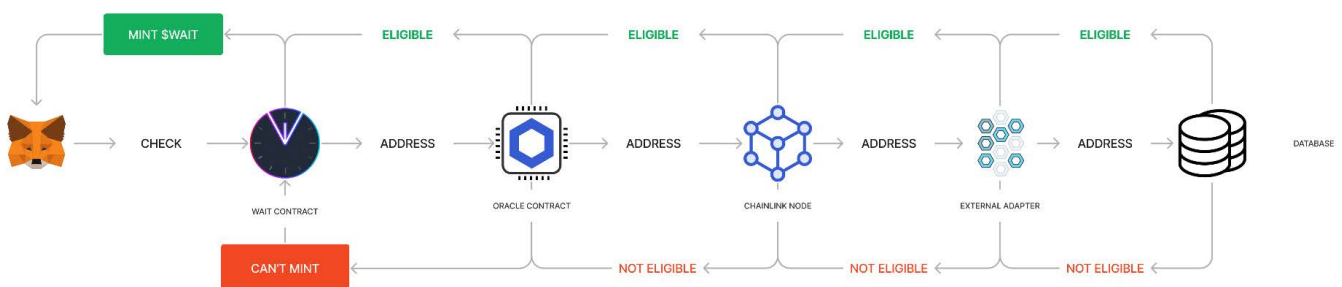 MINT $WAIT
ELIGIBLE
ELIGIBLE
ELIGIBLE
ELIGIBLE
CHECK
ADDRESS
ADDRESS
ADDRESS
ADDRESS
DATABASE
WAIT CONTRACT
ORACLE CONTRACT
CHAINLINK NODE
EXTERNAL ADAPTER
CAN'T MINT
NOT ELIGIBLE
NOT ELIGIBLE
NOT ELIGIBLE